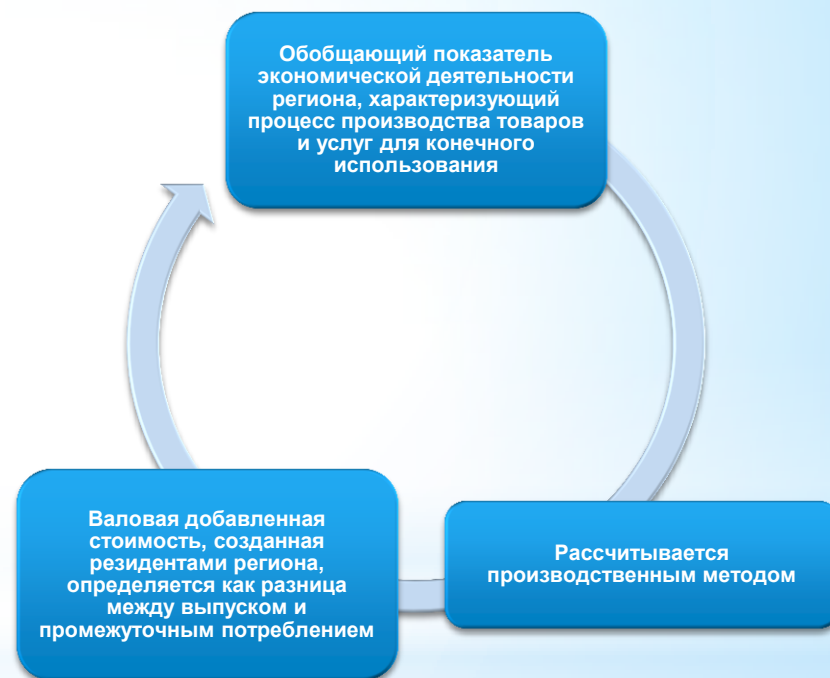 Обобщающий показатель
экономической деятельности
региона, характеризующий
процесс производства товаров
и услуг для конечного
использования
Рассчитывается
производственным методом
Валовая добавленная
стоимость, созданная
резидентами региона,
определяется как разница
между выпуском и
промежуточным потреблением